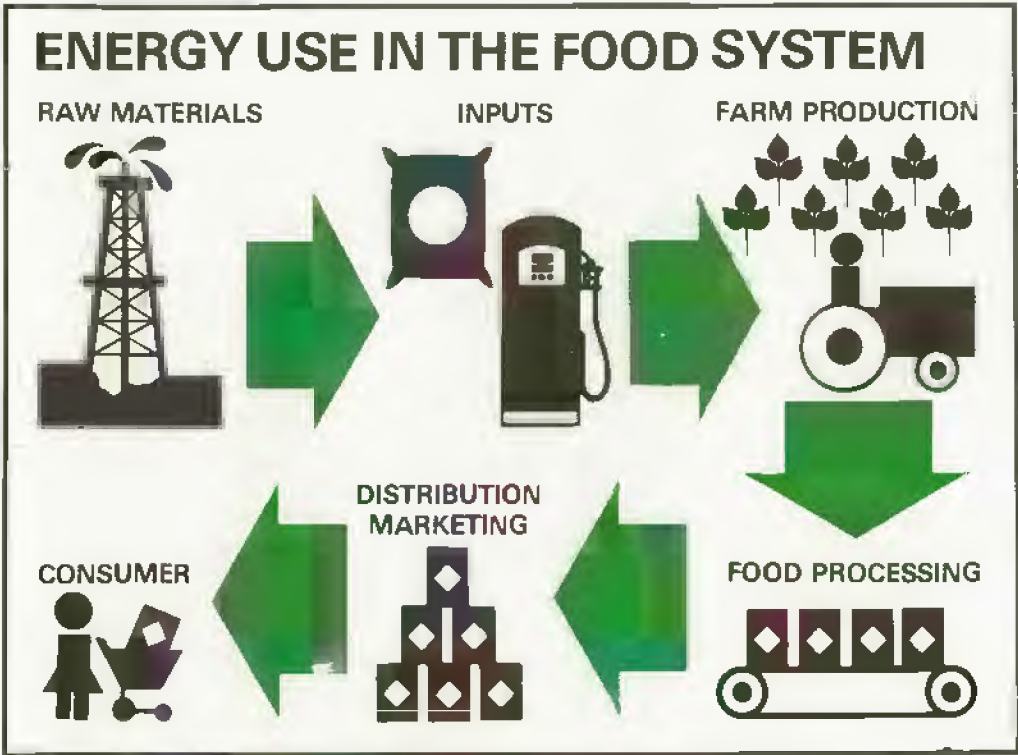 ENERGY USE IN THE FOOD SYSTEM
RAW MATERIALS
INPUTS
FARM PRODUCTION
FOOD PROCESSING
DISTRIBUTION
MARKETING
CONSUMER